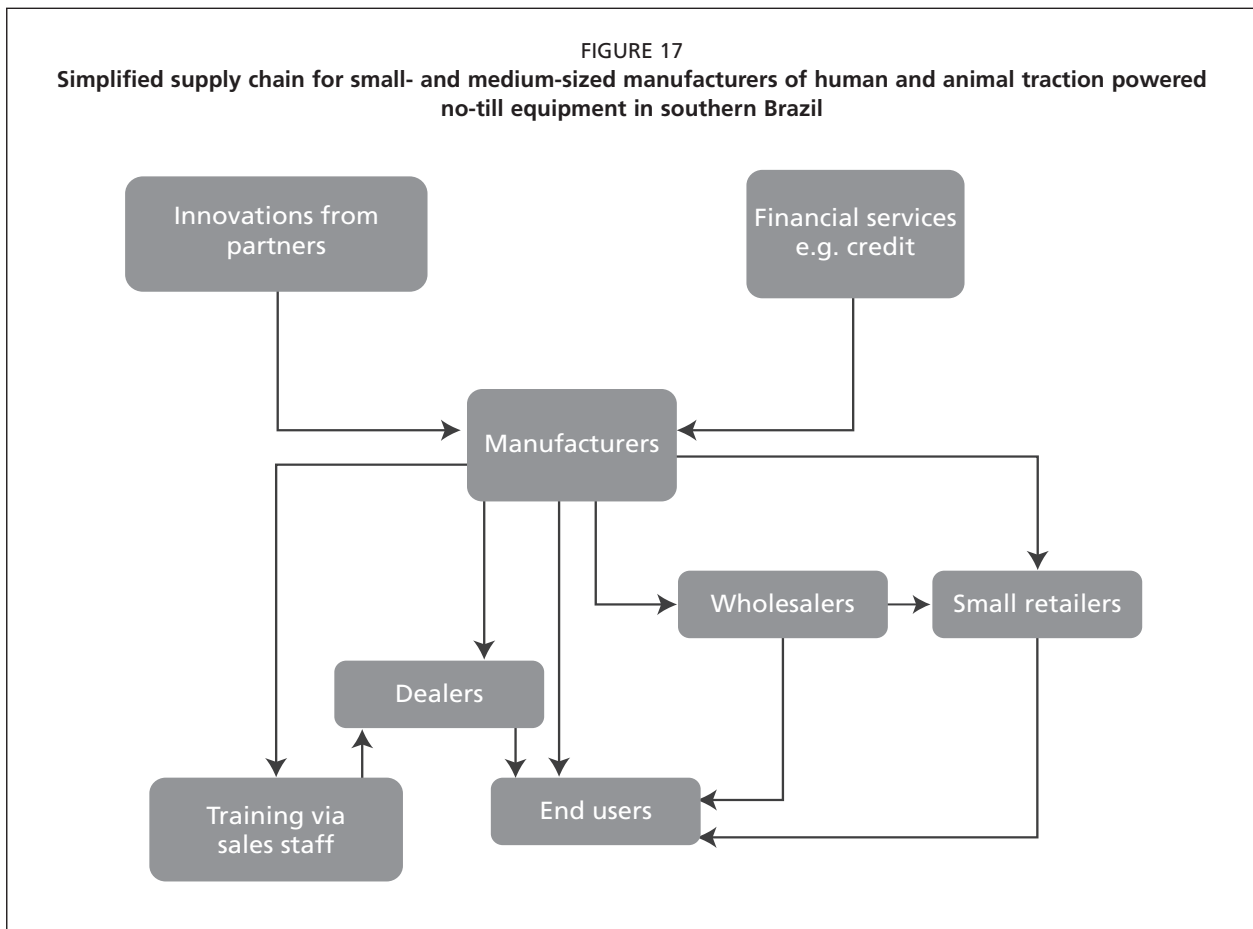 FIGURE 17
Simplified supply chain for small- and medium-sized manufacturers of human and animal traction powered
no-till equipment in southern Brazil
Innovations from
partners
Financial services
e.g. credit
Manufacturers
Wholesalers
Small retailers
Dealers
Training via
sales staff
End users